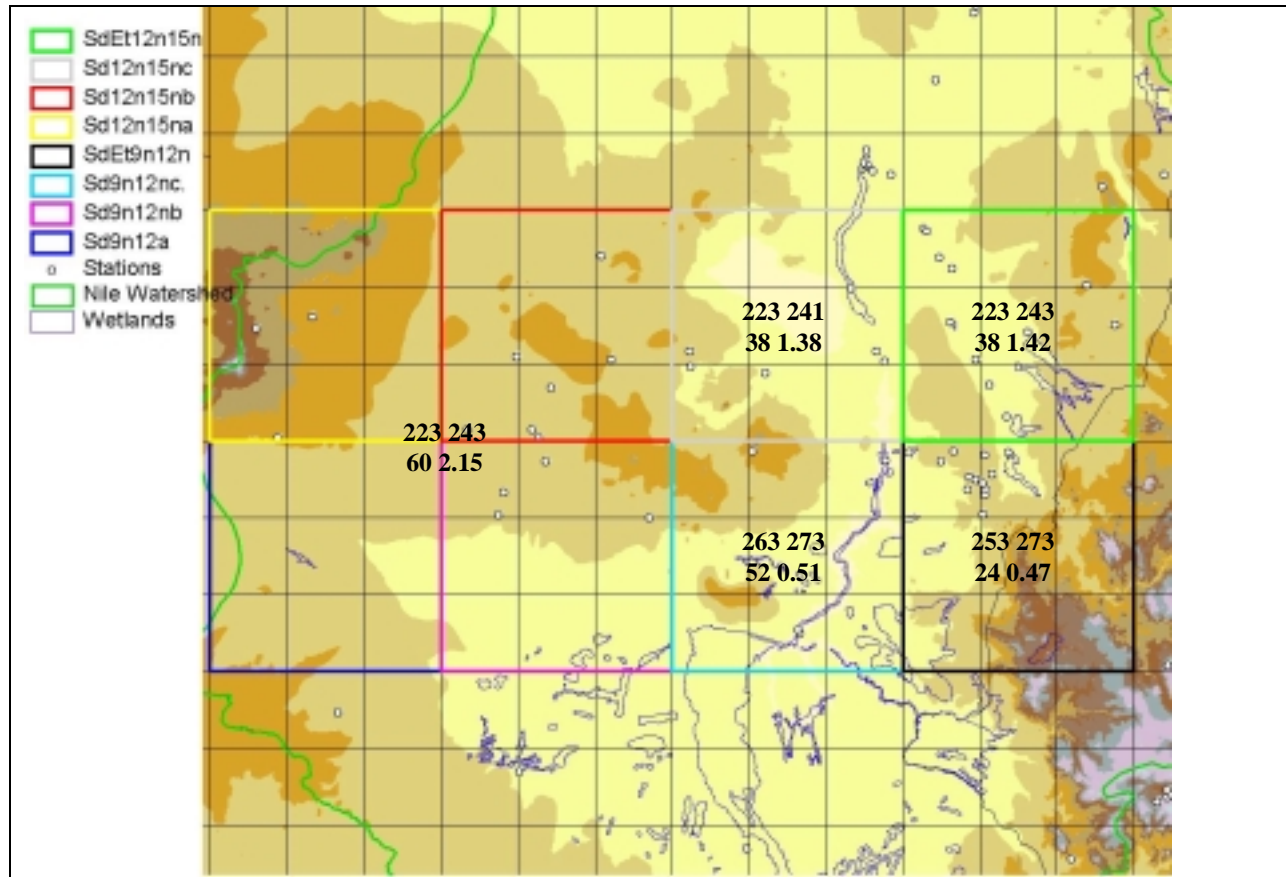 SdEt12n15n
Sd12n15nc
Sd12n15nb
Sd12n15na
SdEt9n12n
Sd9n12nc.
Sd9n12nb
Sd9n12a
Stations
Nile Watershed
Wetlands
223 241
38 1.38
223 243
38 1.42
223 243
60 2.15
263 273
52 0.51
253 273
24 0.47